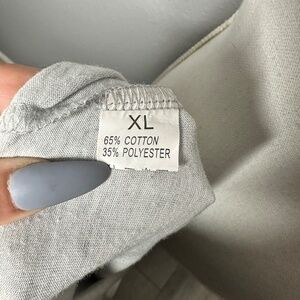 XL
65% COTTON
35% POLYESTER